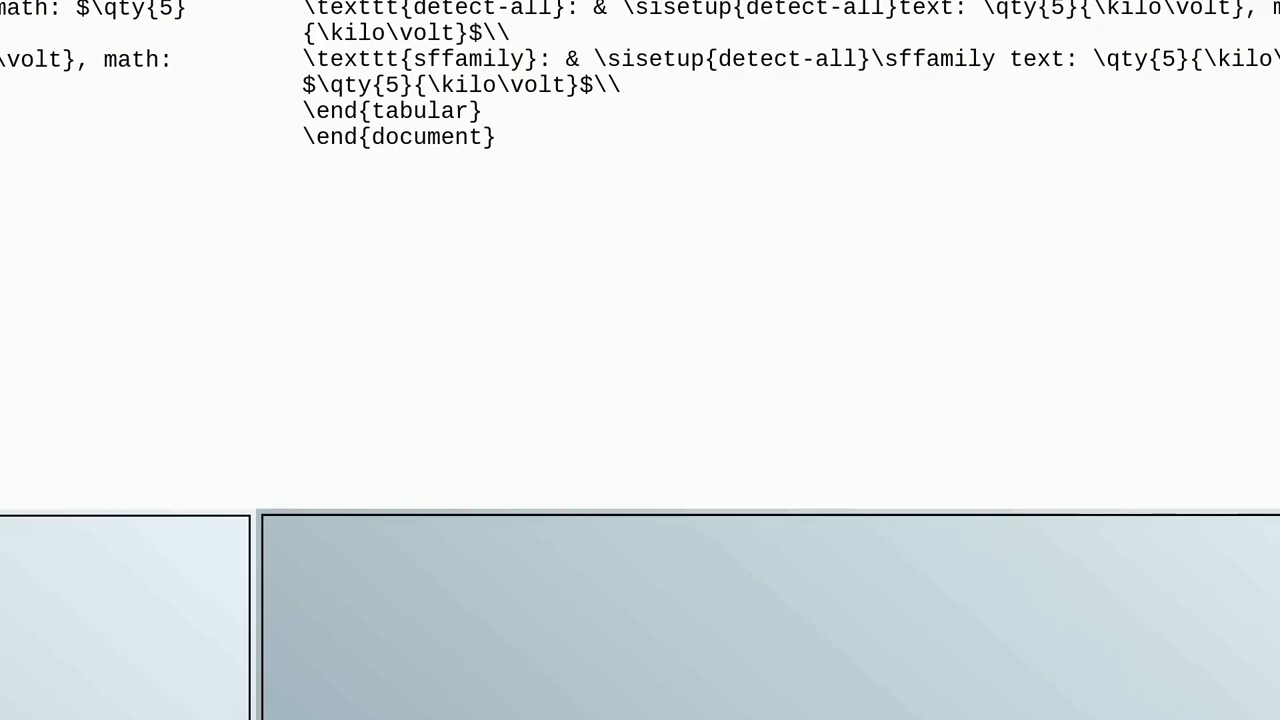 math: $\qty{5}
\volt}, math:
\texttt{detect-all}: & \sisetup{detect-all}text: \qty{5}{\kilo\volt}, m
{\kilo\volt}$\\
\texttt{sffamily}: & \sisetup{detect-all}\sffamily text: \qty{5}{\kilo\
$\qty{5}{\kilo\volt}$\\
\end{tabular}
\end{document}